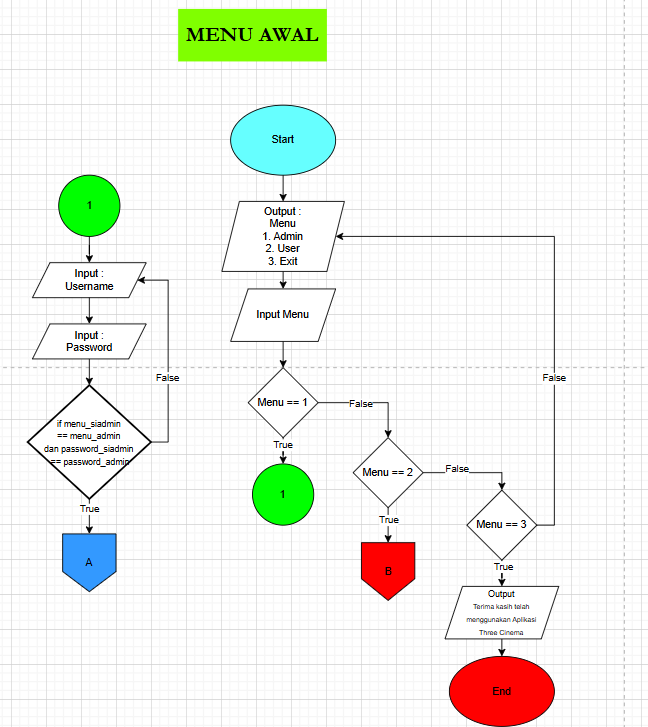 MENU AWAL
Start
Output :
Menu
1. Admin
2. User
3. Exit
Input Menu
Menu == 1
False
True
1
Menu == 2
False
True
B
Menu == 3
False
True
Output
Terima kasih telah
menggunakan Aplikasi
Three Cinema
End
1
Input :
Username
Input :
Password
if menu_siadmin
== menu_admin
dan password_siadmin
== password_admin
False
True
A